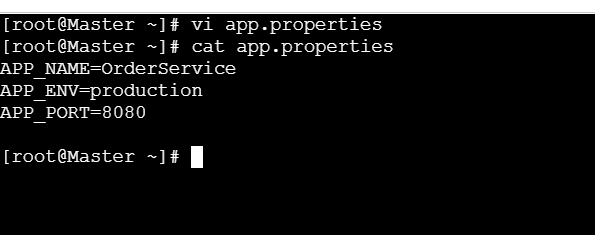 [root@Master ~]# vi app.properties
[root@Master ~]# cat app.properties
APP_NAME=OrderService
APP_ENV=production
APP_PORT=8080
[root@Master ~]#